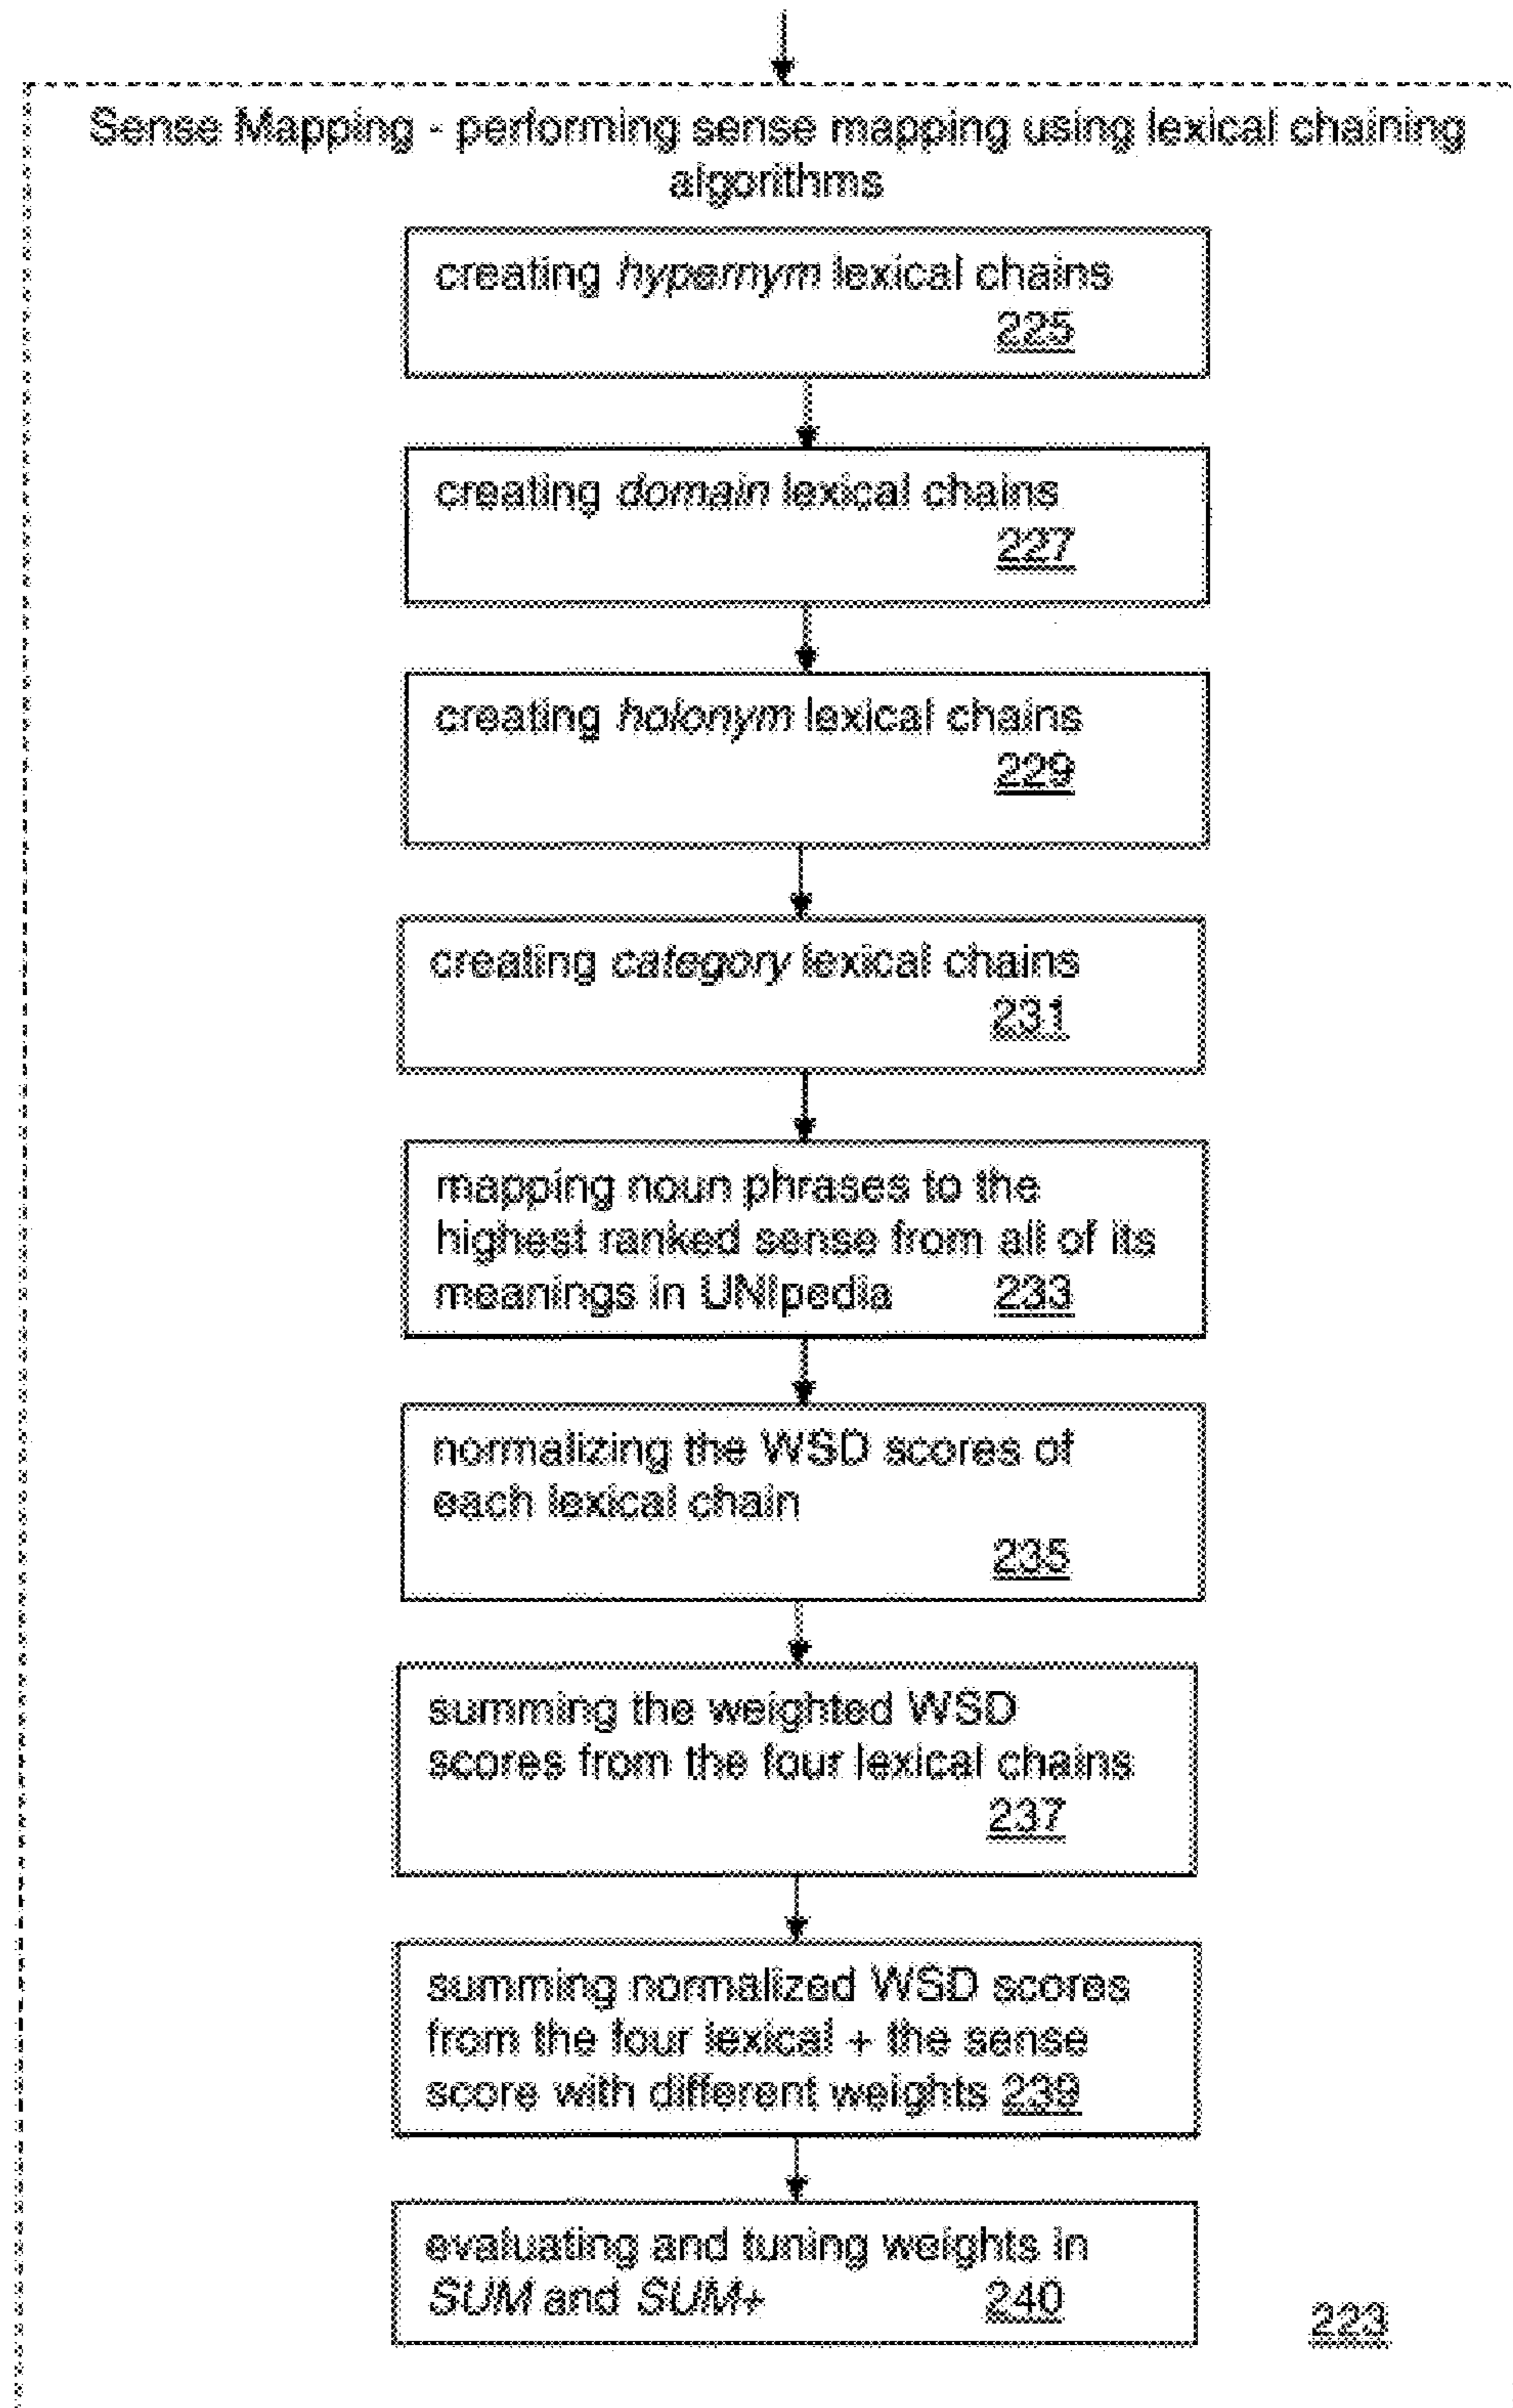 Sense Mapping - performing sense mapping using lexical chaining
algorithms
creating hypernym lexical chains
225
creating domain lexical chains
227
creating holonym lexical chains
229
creating category lexical chains
231
mapping noun phrases to the
highest ranked sense from all of its
meanings in UNIpedia 233
normalizing the WSD scores of
each lexical chain
235
summing the weighted WSD
scores from the four lexical chains
237
summing normalized WSD scores
from the four lexical + the sense
score with different weights 239
evaluating and tuning weights in
SUM and SUM+ 240
223